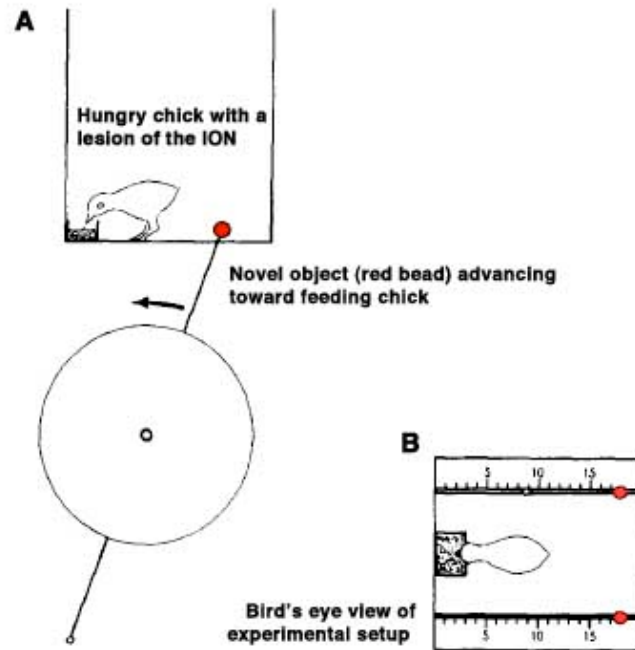 A
Hungry chick with a
lesion of the ION
Novel object (red bead) advancing
toward feeding chick
B
5 10 15
5 10 15
Bird's eye view of
experimental setup